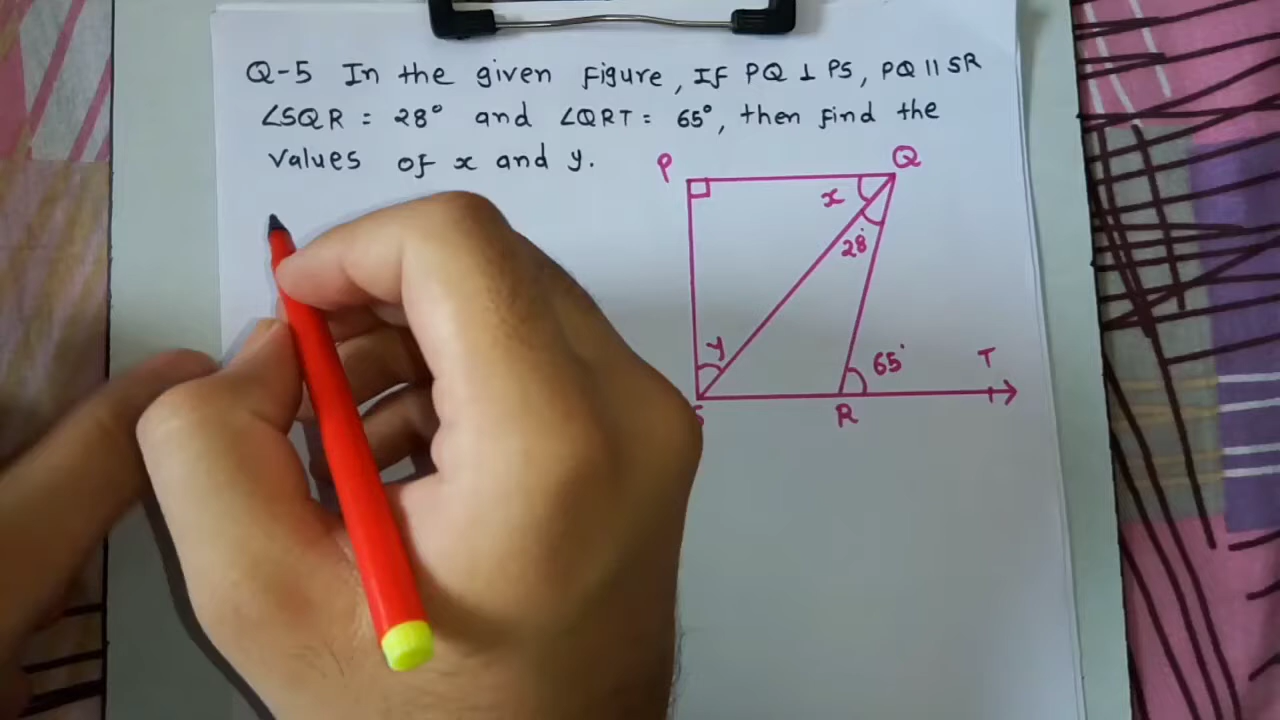 Q-5 In the given figure, If PQ ⊥ PS, PQ || SR
∠SQR = 28° and ∠QRT = 65°, then find the
values of x and y.
P
Q
x
28°
y
65°
T
S
R